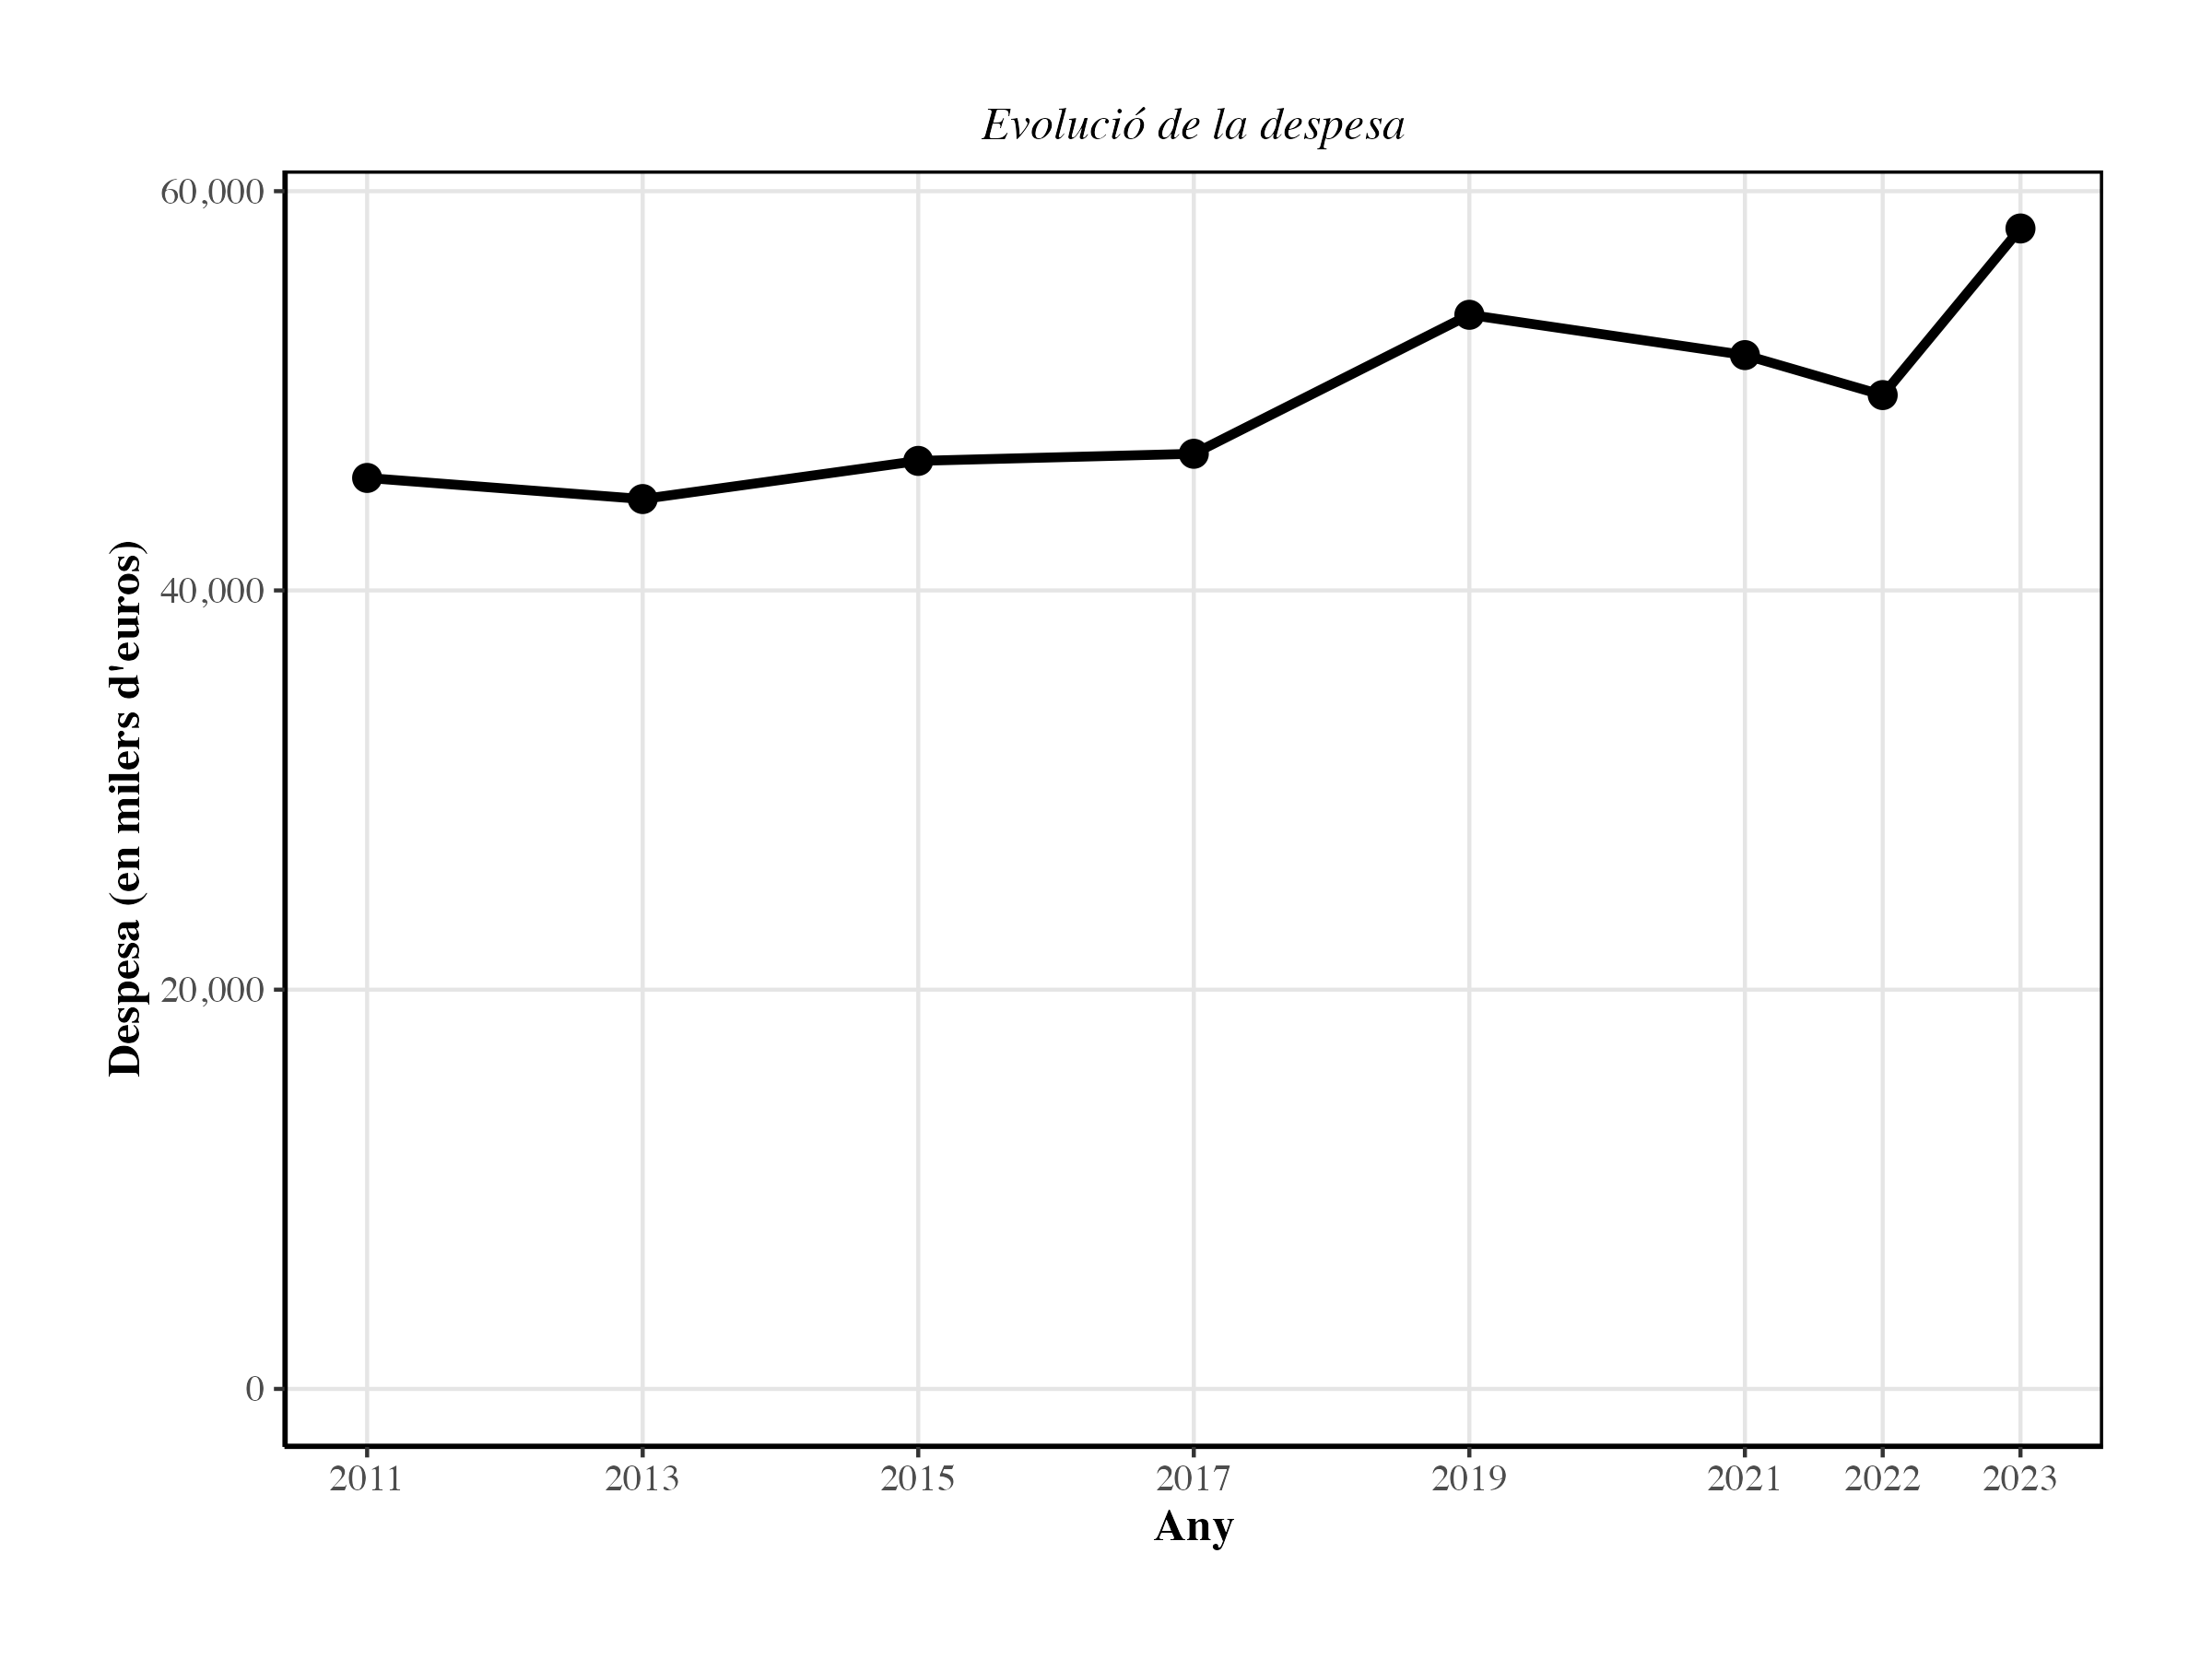 Evolució de la despesa
Despesa (en milers d'euros)
60,000
40,000
20,000
0
2011 2013 2015 2017 2019 2021 2022 2023
Any